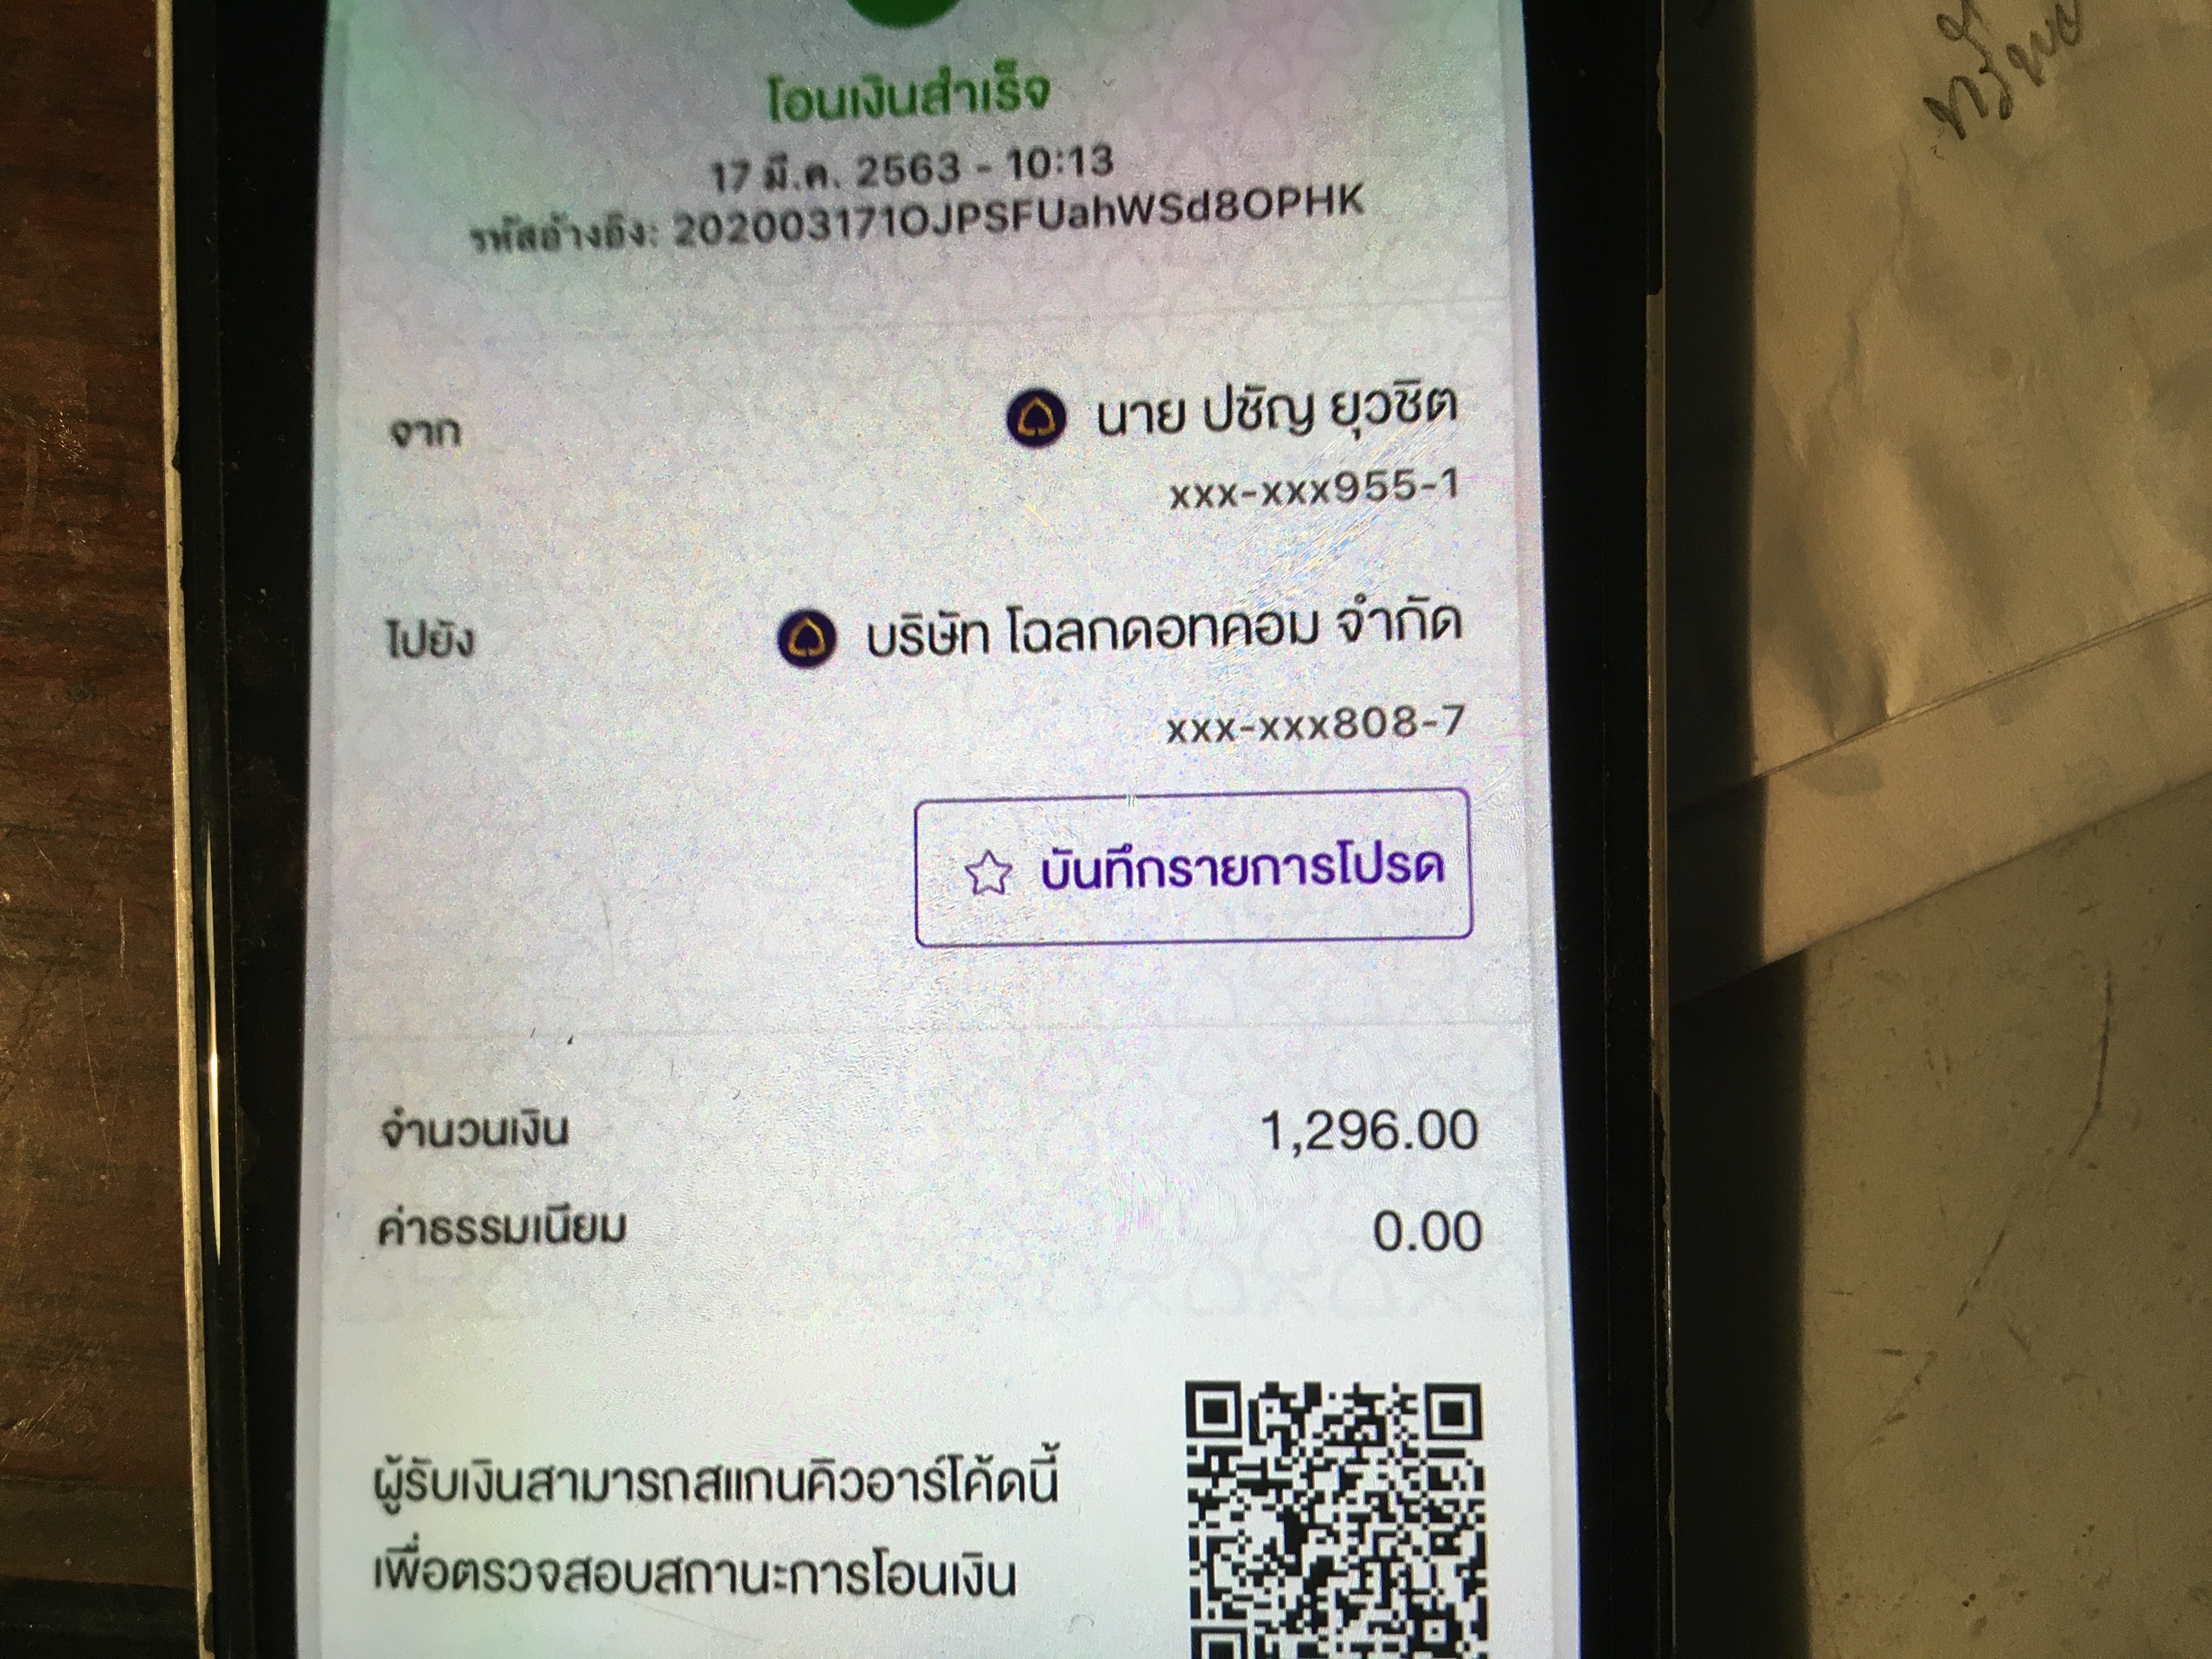 โอนเงินสำเร็จ
17 มี.ค. 2563 - 10:13
รหัสอ้างอิง: 202003171OJPSFUahWSd8OPHK
จาก
นาย ปชัญ ยุวชิต
xxx-xxx955-1
ไปยัง
บริษัท โฉลกดอทคอม จำกัด
xxx-xxx808-7
บันทึกรายการโปรด
จำนวนเงิน 1,296.00
ค่าธรรมเนียม 0.00
ผู้รับเงินสามารถสแกนคิวอาร์โค้ดนี้
เพื่อตรวจสอบสถานะการโอนเงิน